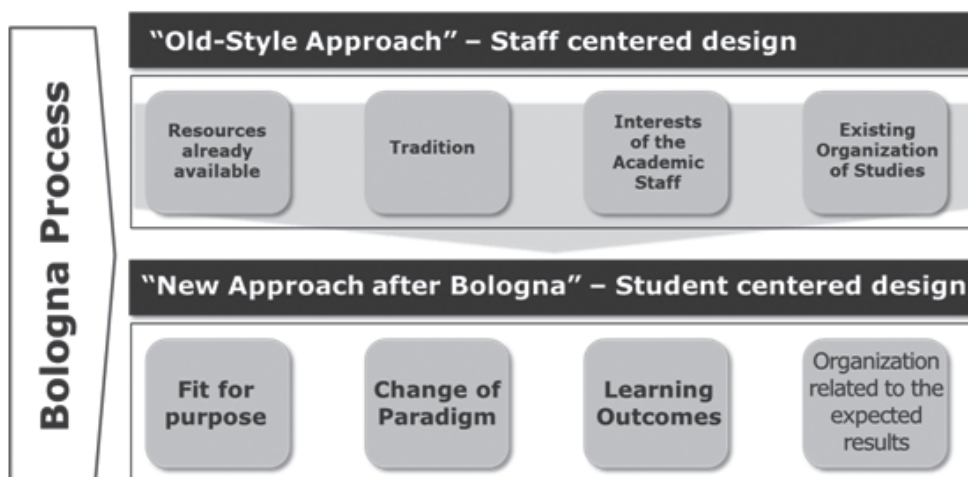 Bologna Process
“Old-Style Approach” – Staff centered design
Resources
already
available
Tradition
Interests
of the
Academic
Staff
Existing
Organization
of Studies
“New Approach after Bologna” – Student centered design
Fit for
purpose
Change of
Paradigm
Learning
Outcomes
Organization
related to the
expected
results